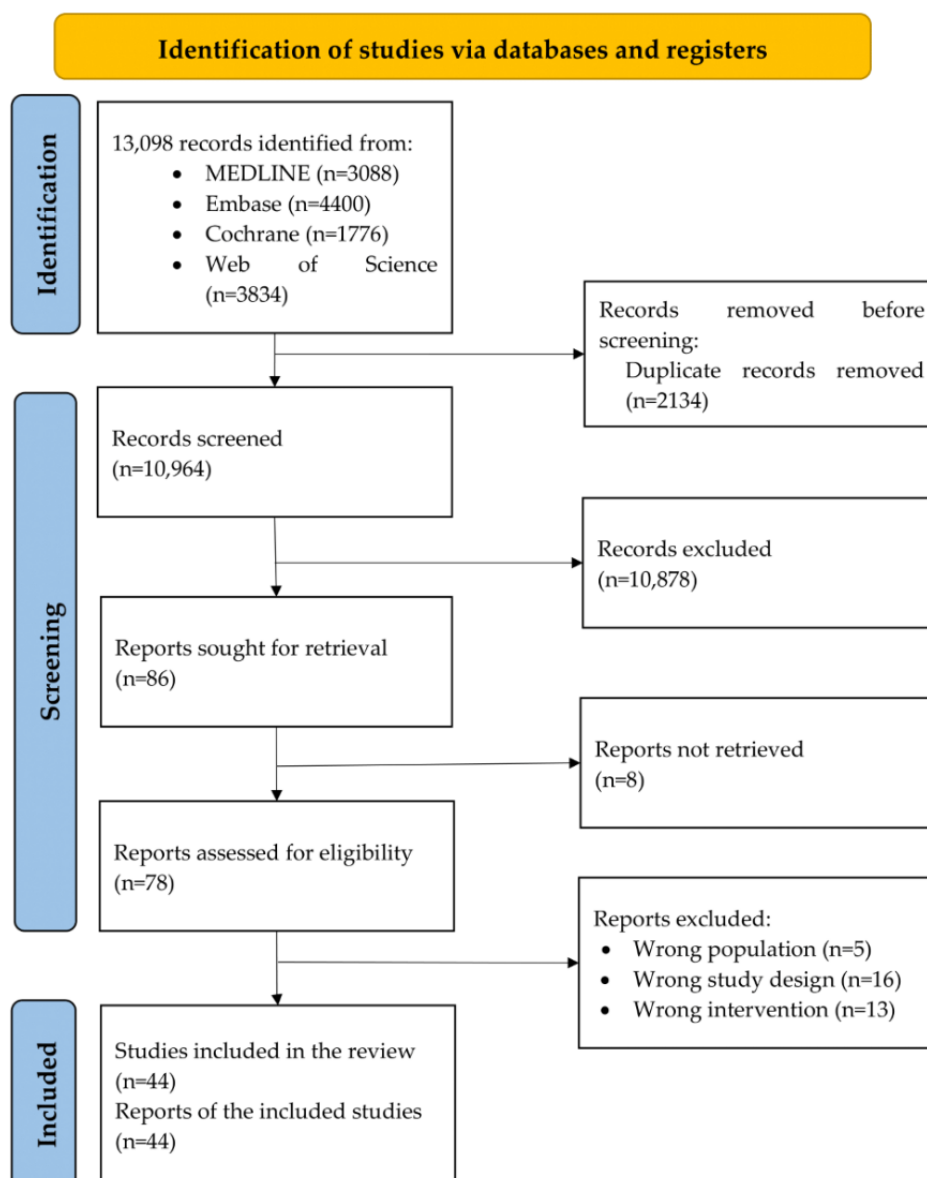 Identification of studies via databases and registers
Identification
13,098 records identified from:
• MEDLINE (n=3088)
• Embase (n=4400)
• Cochrane (n=1776)
• Web of Science
(n=3834)
Records removed before
screening:
Duplicate records removed
(n=2134)
Screening
Records screened
(n=10,964)
Records excluded
(n=10,878)
Reports sought for retrieval
(n=86)
Reports not retrieved
(n=8)
Reports assessed for eligibility
(n=78)
Reports excluded:
• Wrong population (n=5)
• Wrong study design (n=16)
• Wrong intervention (n=13)
Included
Studies included in the review
(n=44)
Reports of the included studies
(n=44)